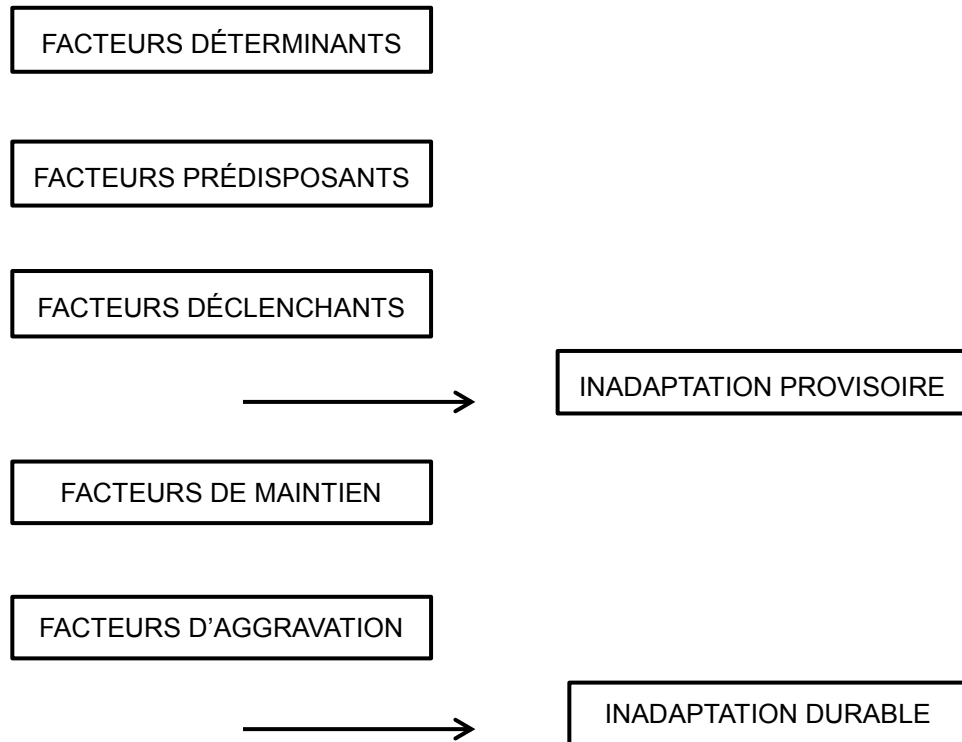 FACTEURS DÉTERMINANTS
FACTEURS PRÉDISPOSANTS
FACTEURS DÉCLENCHANTS
INADAPTATION PROVISOIRE
FACTEURS DE MAINTIEN
FACTEURS D’AGGRAVATION
INADAPTATION DURABLE